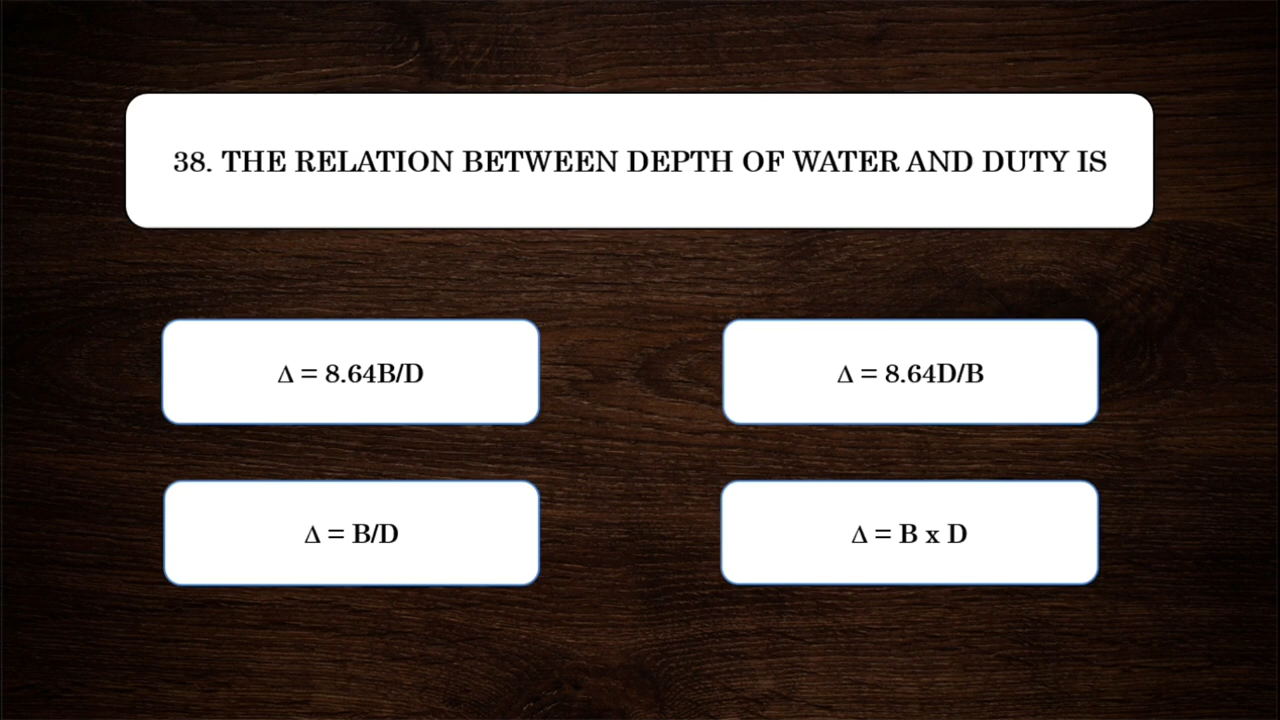 38. THE RELATION BETWEEN DEPTH OF WATER AND DUTY IS
Δ = 8.64B/D
Δ = 8.64D/B
Δ = B/D
Δ = B x D